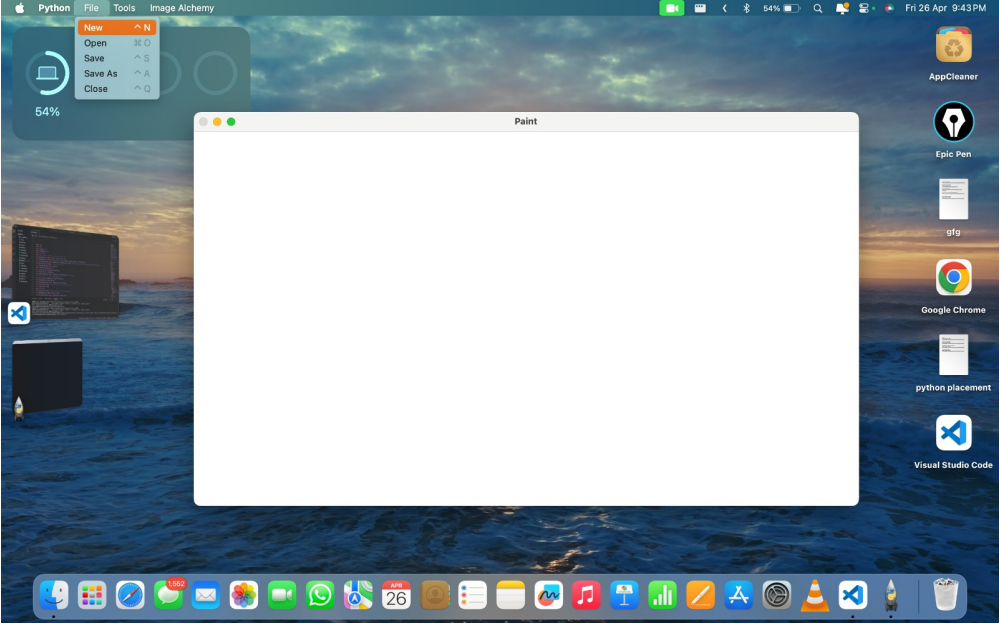 Python File Tools Image Alchemy 54% Fri 26 Apr 9:43 PM
New ^ N
Open ⌘ O
Save ^ S
Save As ^ A
Close ^ Q
54%
Paint
AppCleaner
Epic Pen
gfg
Google Chrome
python placement
Visual Studio Code
1,552
APR
26